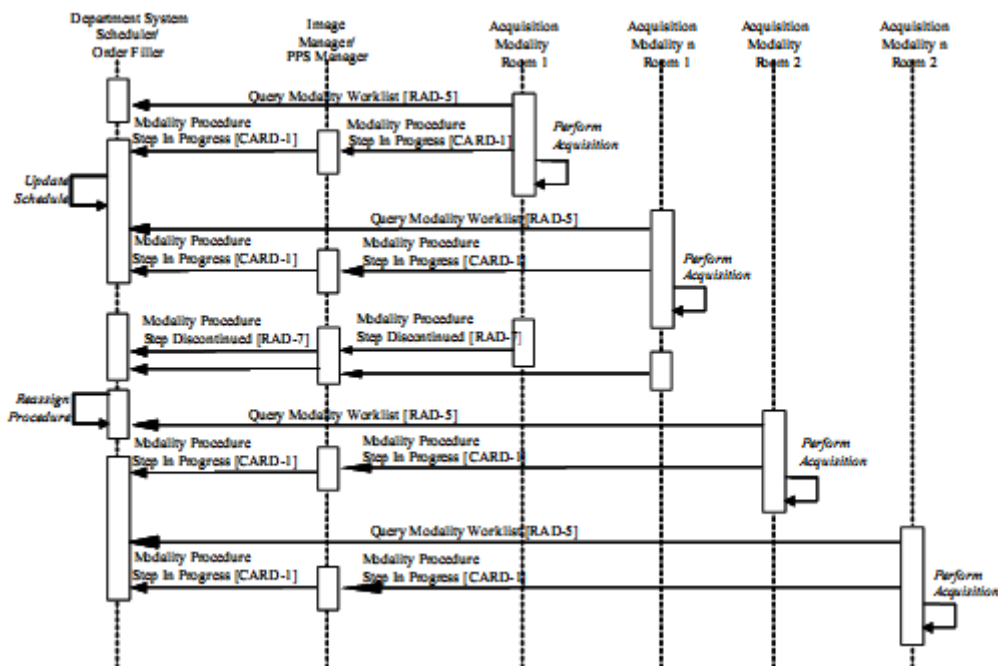 Department System
Scheduler/
Order Filler
Image
Manager/
PPS Manager
Acquisition
Modality
Room 1
Acquisition
Modality n
Room 1
Acquisition
Modality
Room 2
Acquisition
Modality n
Room 2
Query Modality Worklist [RAD-5]
Modality Procedure
Step In Progress [CARD-1]
Modality Procedure
Step In Progress [CARD-1]
Perform
Acquisition
Update
Schedule
Query Modality Worklist [RAD-5]
Modality Procedure
Step In Progress [CARD-1]
Modality Procedure
Step In Progress [CARD-1
Perform
Acquisition
Modality Procedure
Step Discontinued [RAD-7]
Modality Procedure
Step Discontinued [RAD-7]
Reassign
Procedure
Query Modality Worklist [RAD-5]
Modality Procedure
Step In Progress [CARD-1]
Modality Procedure
Step In Progress [CARD-1
Perform
Acquisition
Query Modality Worklist [RAD-5]
Modality Procedure
Step In Progress [CARD-1]
Modality Procedure
Step In Progress [CARD-1
Perform
Acquisition